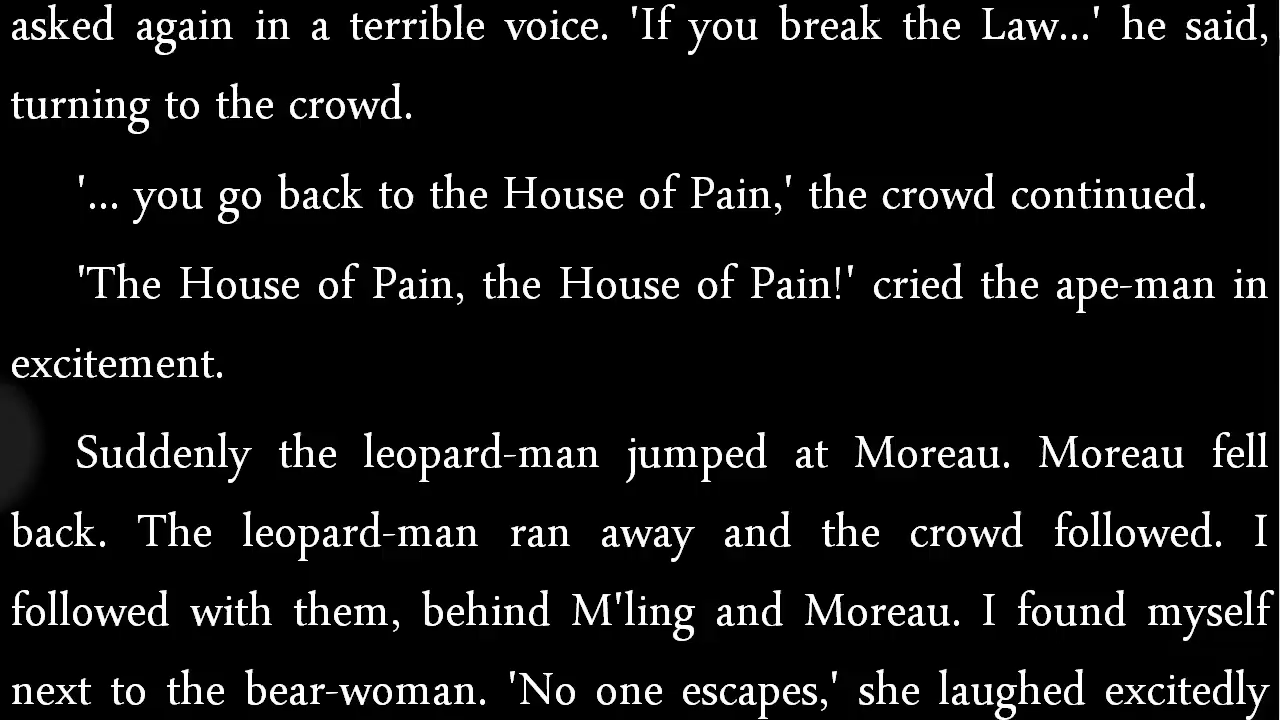 asked again in a terrible voice. 'If you break the Law...' he said,
turning to the crowd.
'... you go back to the House of Pain,' the crowd continued.
'The House of Pain, the House of Pain!' cried the ape-man in
excitement.
Suddenly the leopard-man jumped at Moreau. Moreau fell
back. The leopard-man ran away and the crowd followed. I
followed with them, behind M'ling and Moreau. I found myself
next to the bear-woman. 'No one escapes,' she laughed excitedly